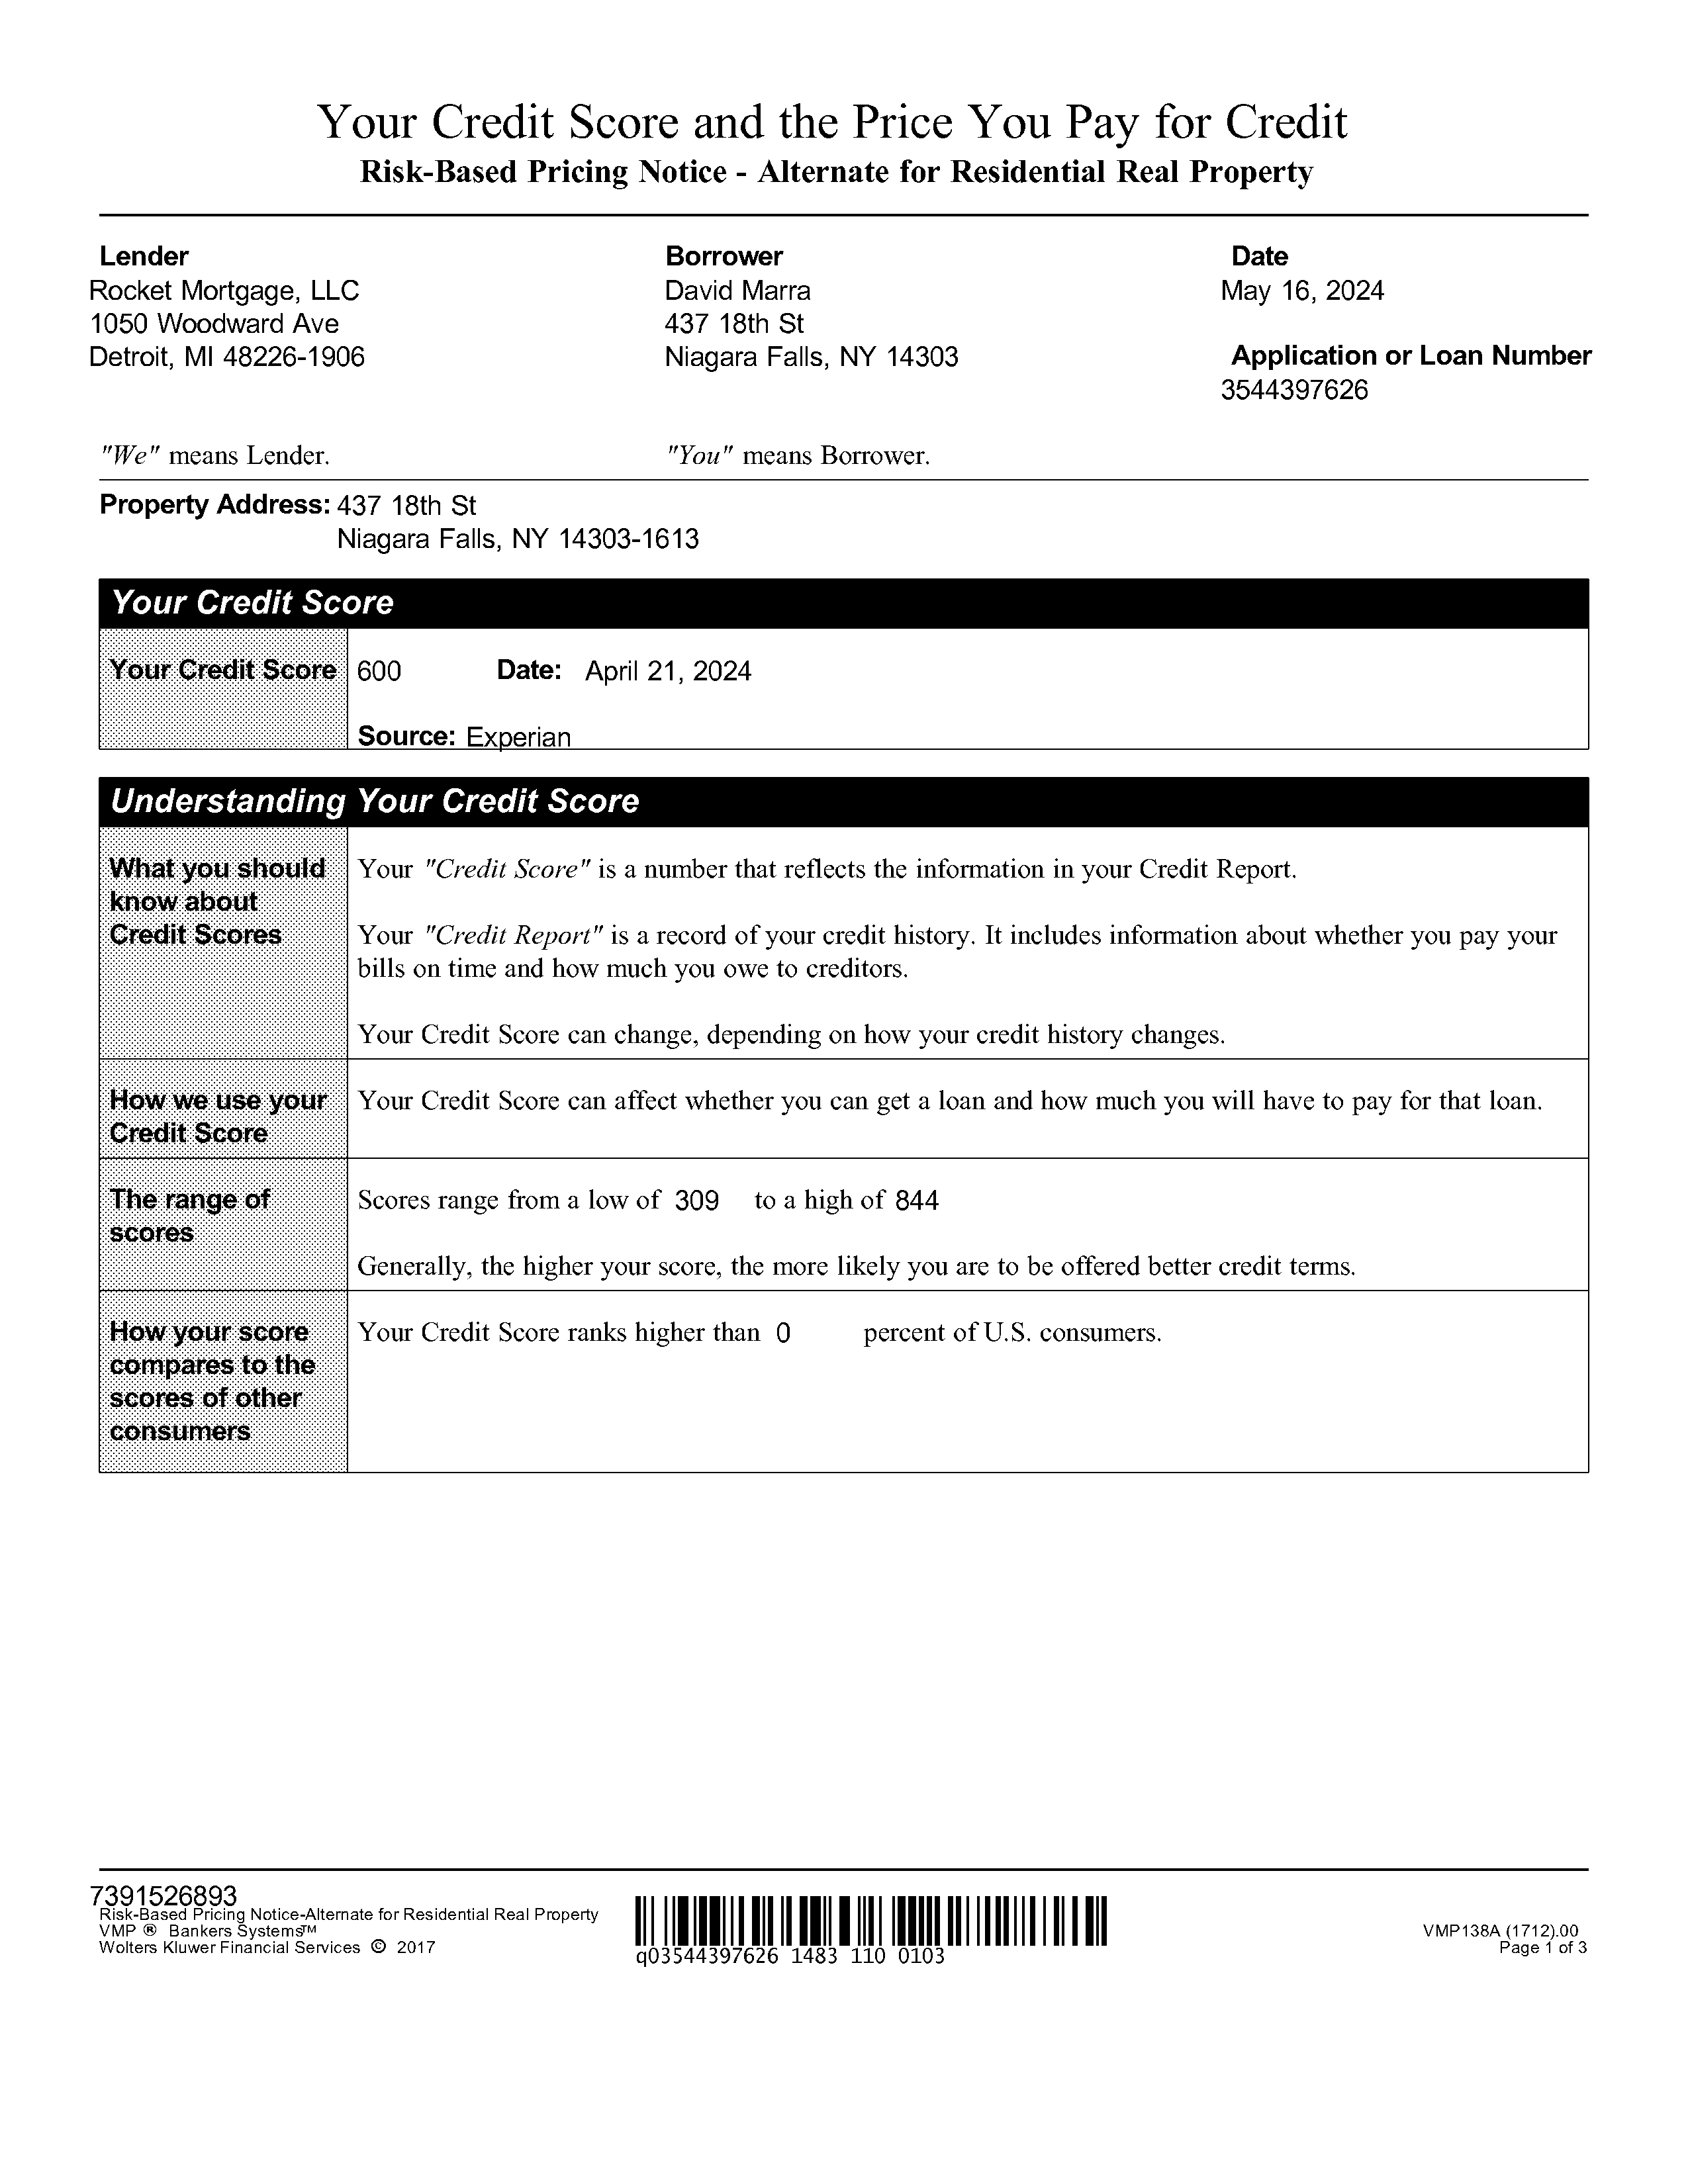 Your Credit Score and the Price You Pay for Credit
Risk-Based Pricing Notice - Alternate for Residential Real Property
Lender
Rocket Mortgage, LLC
1050 Woodward Ave
Detroit, MI 48226-1906
Borrower
David Marra
437 18th St
Niagara Falls, NY 14303
Date
May 16, 2024
Application or Loan Number
3544397626
"We" means Lender.
"You" means Borrower.
Property Address: 437 18th St
Niagara Falls, NY 14303-1613
Your Credit Score
Your Credit Score
600 Date: April 21, 2024
Source: Experian
Understanding Your Credit Score
What you should
know about
Credit Scores
Your "Credit Score" is a number that reflects the information in your Credit Report.
Your "Credit Report" is a record of your credit history. It includes information about whether you pay your
bills on time and how much you owe to creditors.
Your Credit Score can change, depending on how your credit history changes.
How we use your
Credit Score
Your Credit Score can affect whether you can get a loan and how much you will have to pay for that loan.
The range of
scores
Scores range from a low of 309 to a high of 844
Generally, the higher your score, the more likely you are to be offered better credit terms.
How your score
compares to the
scores of other
consumers
Your Credit Score ranks higher than 0 percent of U.S. consumers.
7391526893
Risk-Based Pricing Notice-Alternate for Residential Real Property
VMP ® Bankers Systems™
Wolters Kluwer Financial Services © 2017
q03544397626 1483 110 0103
VMP138A (1712).00
Page 1 of 3